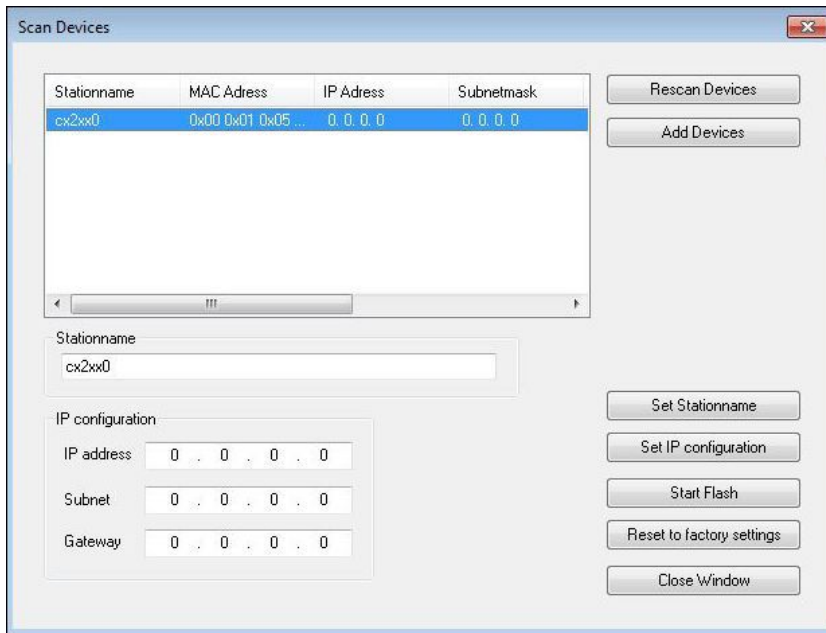 Scan Devices
Stationname MAC Adress IP Adress Subnetmask
cx2xx0 0x00 0x01 0x05 ... 0. 0. 0. 0 0. 0. 0. 0
Rescan Devices
Add Devices
Stationname
cx2xx0
IP configuration
IP address 0 . 0 . 0 . 0
Subnet 0 . 0 . 0 . 0
Gateway 0 . 0 . 0 . 0
Set Stationname
Set IP configuration
Start Flash
Reset to factory settings
Close Window